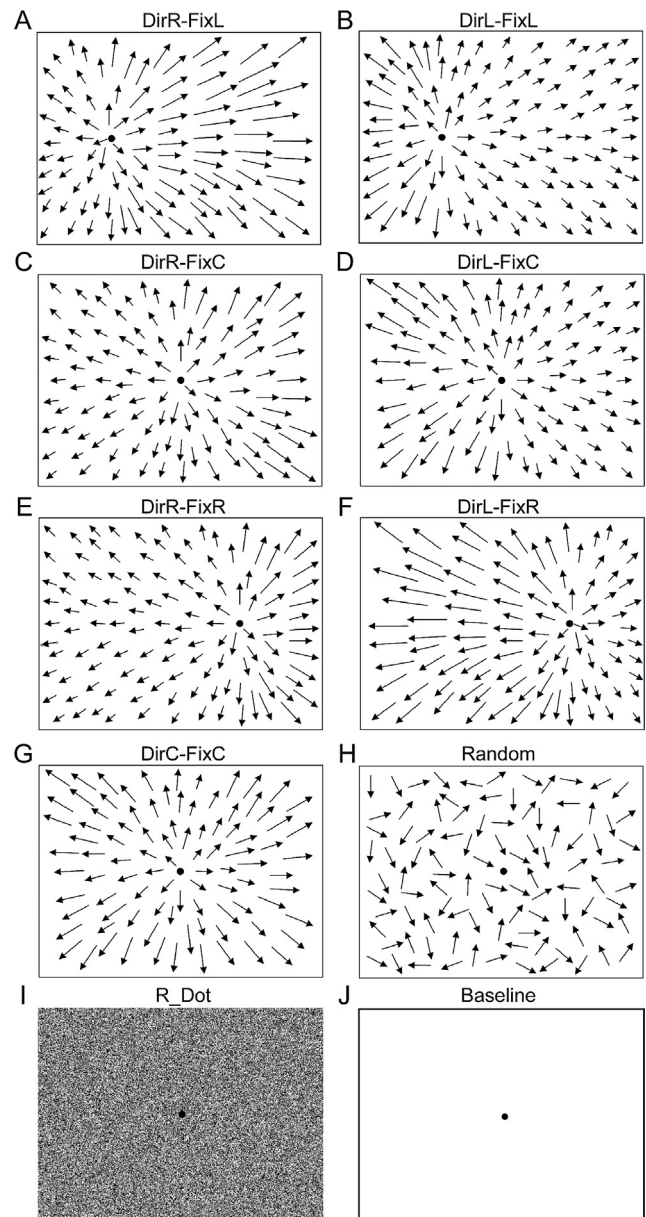 A DirR-FixL
B DirL-FixL
C DirR-FixC
D DirL-FixC
E DirR-FixR
F DirL-FixR
G DirC-FixC
H Random
I R_Dot
J Baseline